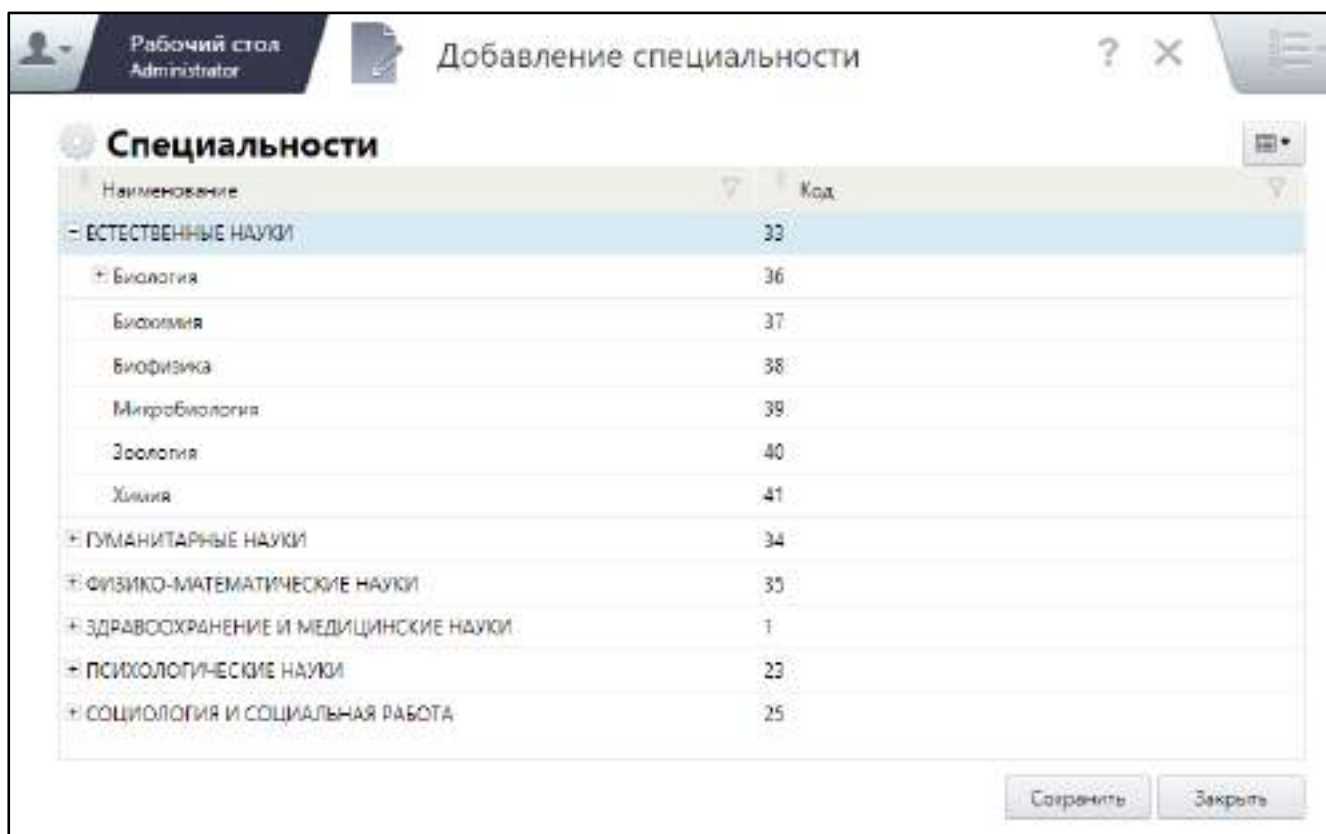 Рабочий стол
Administrator
Добавление специальности
?
Специальности
Наименование Код
ЕСТЕСТВЕННЫЕ НАУКИ 33
Биология 36
Биохимия 37
Биофизика 38
Микробиология 39
Зоология 40
Химия 41
ГУМАНИТАРНЫЕ НАУКИ 34
ФИЗИКО-МАТЕМАТИЧЕСКИЕ НАУКИ 35
ЗДРАВООХРАНЕНИЕ И МЕДИЦИНСКИЕ НАУКИ 1
ПСИХОЛОГИЧЕСКИЕ НАУКИ 23
СОЦИОЛОГИЯ И СОЦИАЛЬНАЯ РАБОТА 25
Сохранить Закрыть